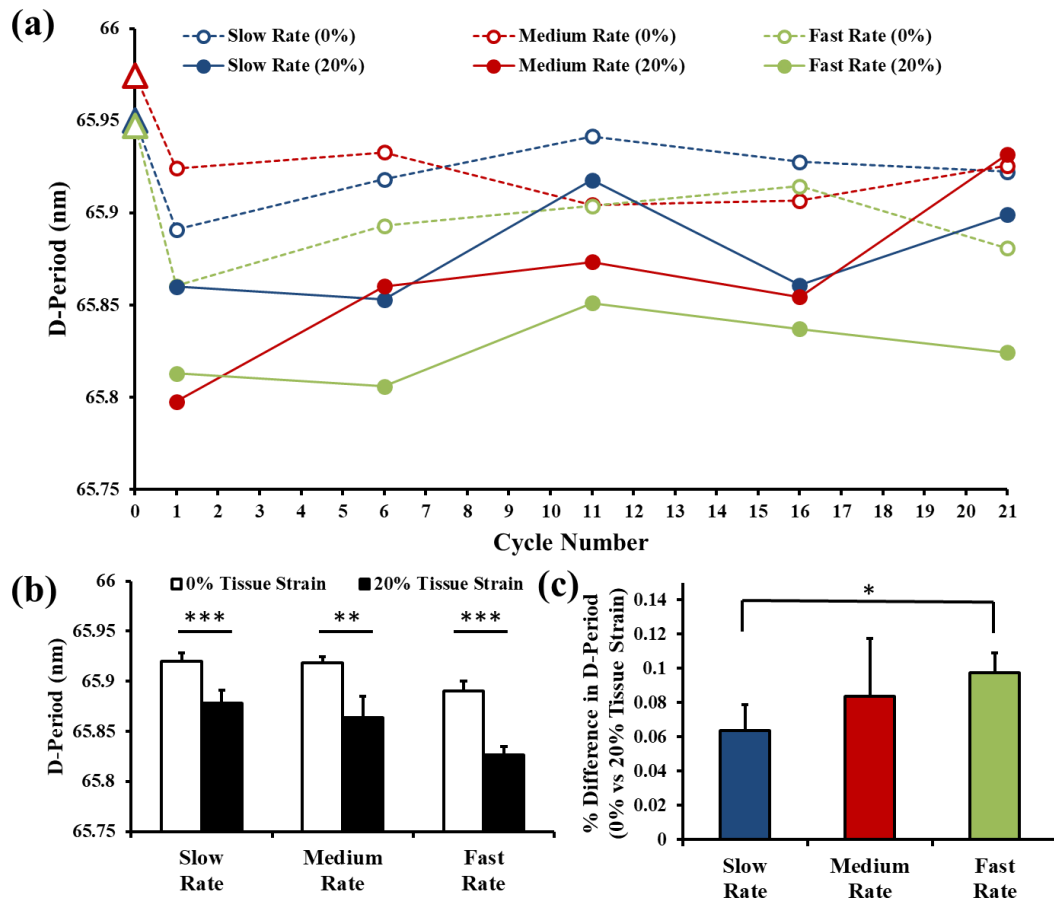 (a)
Slow Rate (0%) Medium Rate (0%) Fast Rate (0%)
Slow Rate (20%) Medium Rate (20%) Fast Rate (20%)
D-Period (nm)
66
65.95
65.9
65.85
65.8
65.75
0 1 2 3 4 5 6 7 8 9 10 11 12 13 14 15 16 17 18 19 20 21
Cycle Number
(b)
0% Tissue Strain 20% Tissue Strain
D-Period (nm)
66
65.95
65.9
65.85
65.8
65.75
*** ** ***
Slow Medium Fast
Rate Rate Rate
(c)
% Difference in D-Period
(0% vs 20% Tissue Strain)
0.14
0.12
0.1
0.08
0.06
0.04
0.02
0
*
Slow Medium Fast
Rate Rate Rate